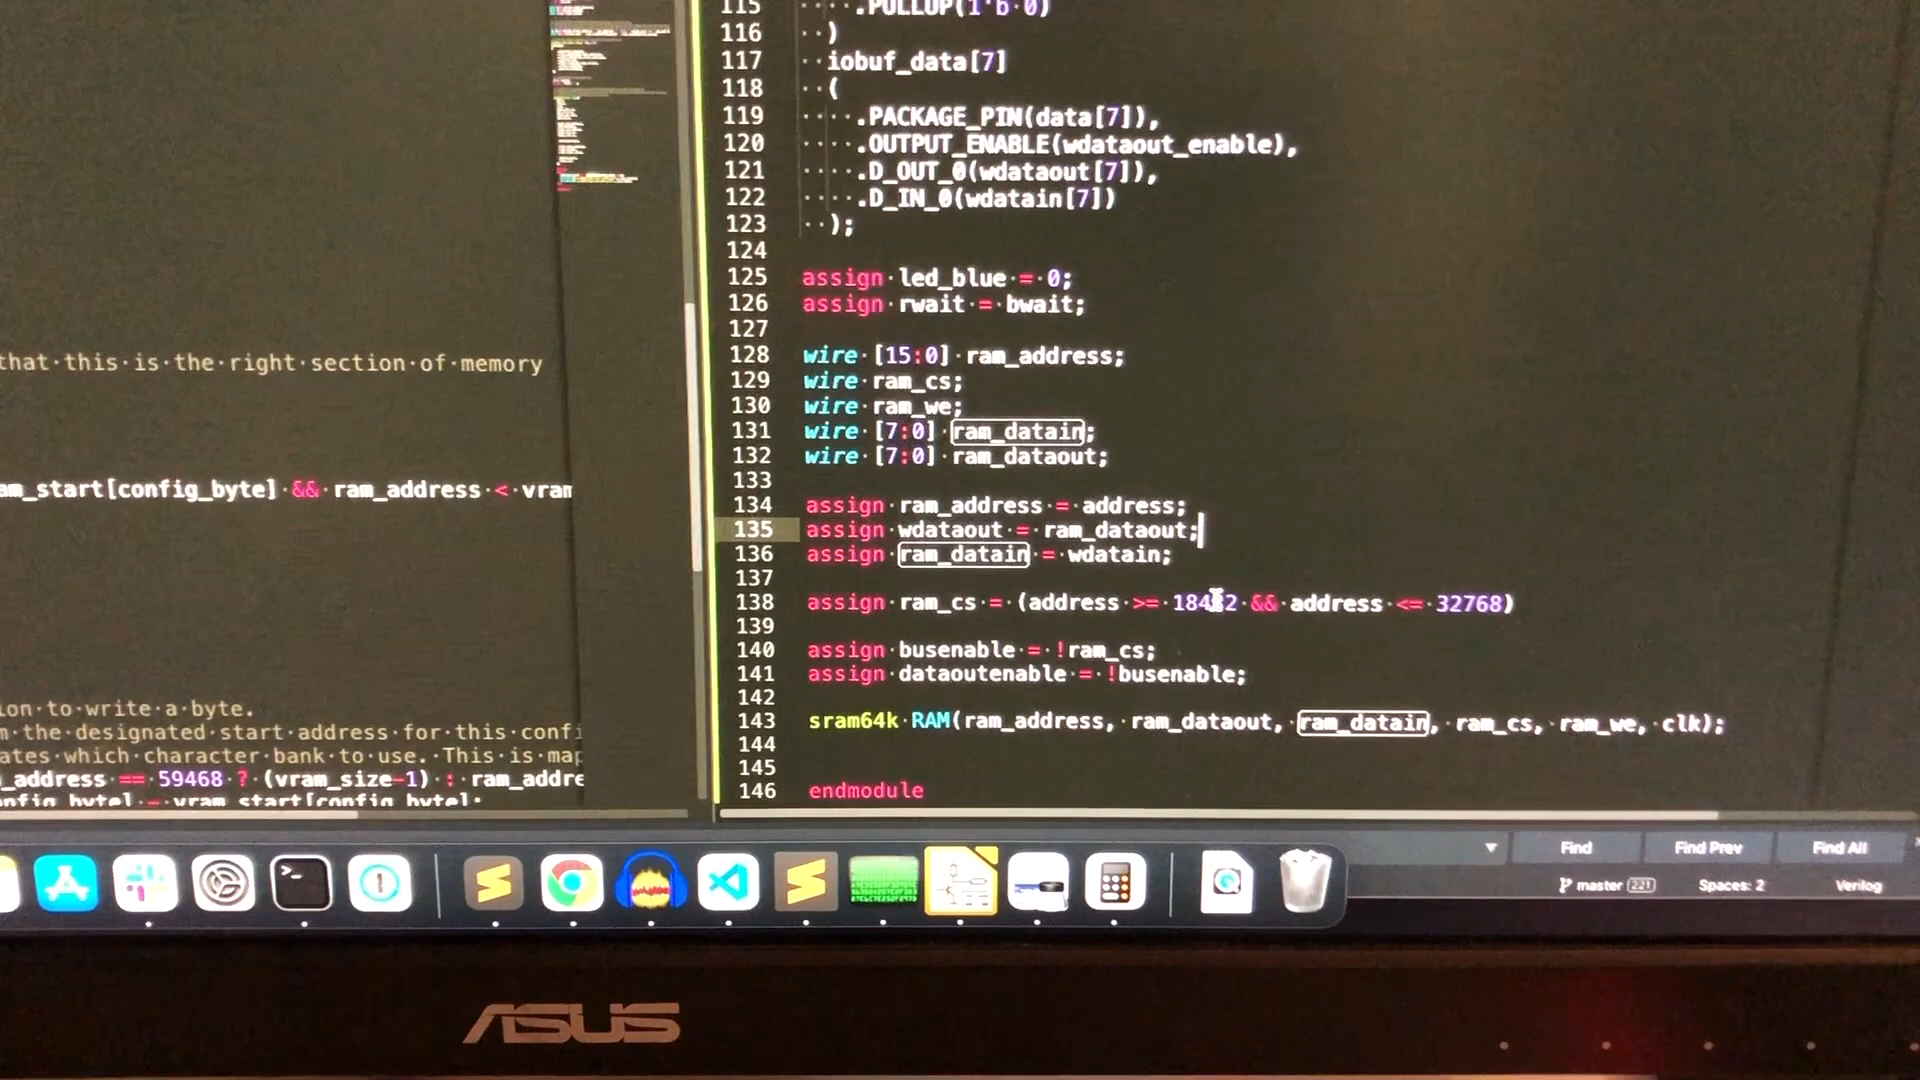 115 ····.PULLUP(1'b·0)
116 ··)
117 ··iobuf_data[7]
118 ··(
119 ····.PACKAGE_PIN(data[7]),
120 ····.OUTPUT_ENABLE(wdataout_enable),
121 ····.D_OUT_0(wdataout[7]),
122 ····.D_IN_0(wdatain[7])
123 ··);
124
125 assign·led_blue·=·0;
126 assign·rwait·=·bwait;
127
128 wire·[15:0]·ram_address;
129 wire·ram_cs;
130 wire·ram_we;
131 wire·[7:0]·ram_datain;
132 wire·[7:0]·ram_dataout;
133
134 assign·ram_address·=·address;
135 assign·wdataout·=·ram_dataout;
136 assign·ram_datain·=·wdatain;
137
138 assign·ram_cs·=·(address·>=·&&·address·<=·32768)
139
140 assign·busenable·=·!ram_cs;
141 assign·dataoutenable·=·!busenable;
142
143 sram64k·RAM(ram_address,·ram_dataout,·ram_datain,·ram_cs,·ram_we,·clk);
144
145
146 endmodule
that·this·is·the·right·section·of·memory
am_start[config_byte]·&&·ram_address·<·vram
ion·to·write·a·byte.
m·the·designated·start·address·for·this·confi
ates·which·character·bank·to·use.·This·is·map
_address·==·59468·?·(vram_size-1)·:·ram_addre
onfig_byte]·-·vram_start[config_byte];
Find
Find Prev
Find All
master 221
Spaces: 2
Verilog
ASUS